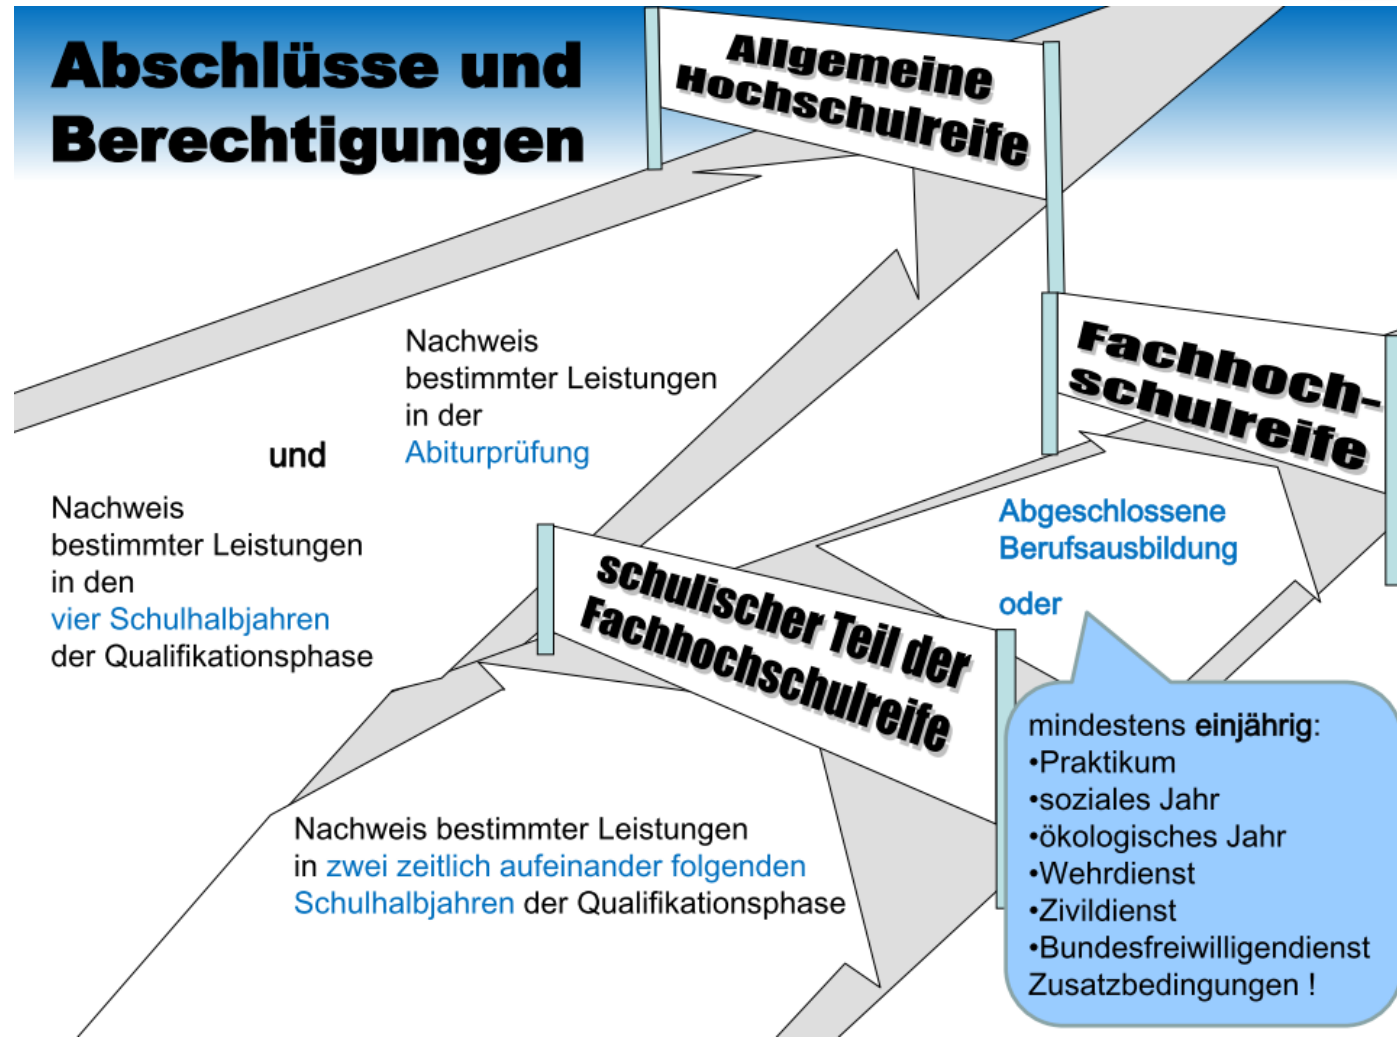 Abschlüsse und
Berechtigungen
Allgemeine
Hochschulreife
Nachweis
bestimmter Leistungen
in der
Abiturprüfung
und
Nachweis
bestimmter Leistungen
in den
vier Schulhalbjahren
der Qualifikationsphase
Fachhoch-
schulreife
Abgeschlossene
Berufsausbildung
oder
schulischer Teil der
Fachhochschulreife
mindestens einjährig:
•Praktikum
•soziales Jahr
•ökologisches Jahr
•Wehrdienst
•Zivildienst
•Bundesfreiwilligendienst
Zusatzbedingungen !
Nachweis bestimmter Leistungen
in zwei zeitlich aufeinander folgenden
Schulhalbjahren der Qualifikationsphase